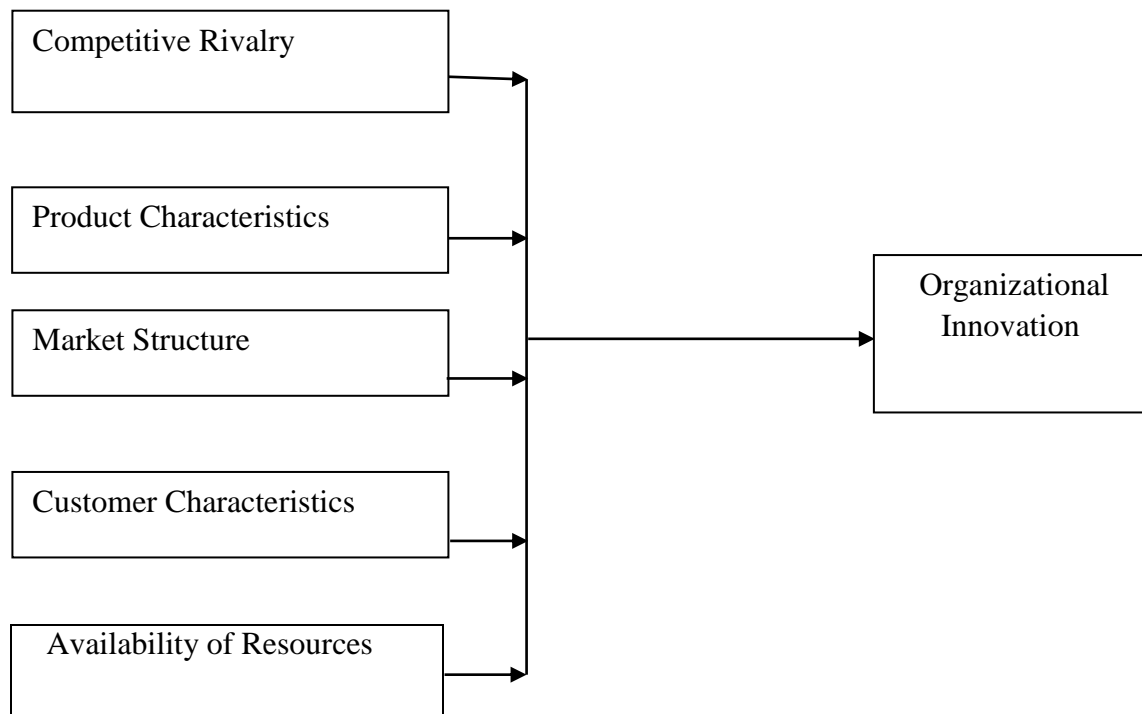 Competitive Rivalry
Product Characteristics
Market Structure
Customer Characteristics
Availability of Resources
Organizational
Innovation